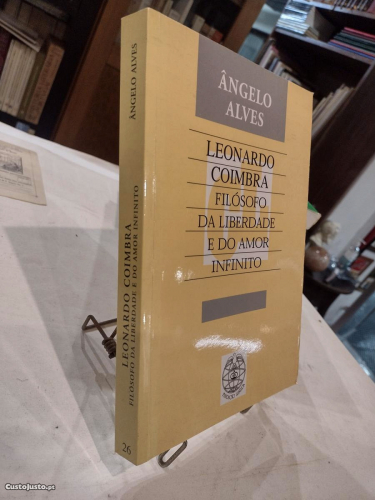 ÂNGELO
ALVES
LEONARDO
COIMBRA
FILÓSOFO
DA LIBERDADE
E DO AMOR
INFINITO
ÂNGELO ALVES
LEONARDO COIMBRA
FILÓSOFO DA LIBERDADE E DO AMOR INFINITO
26
CustoJusto.pt